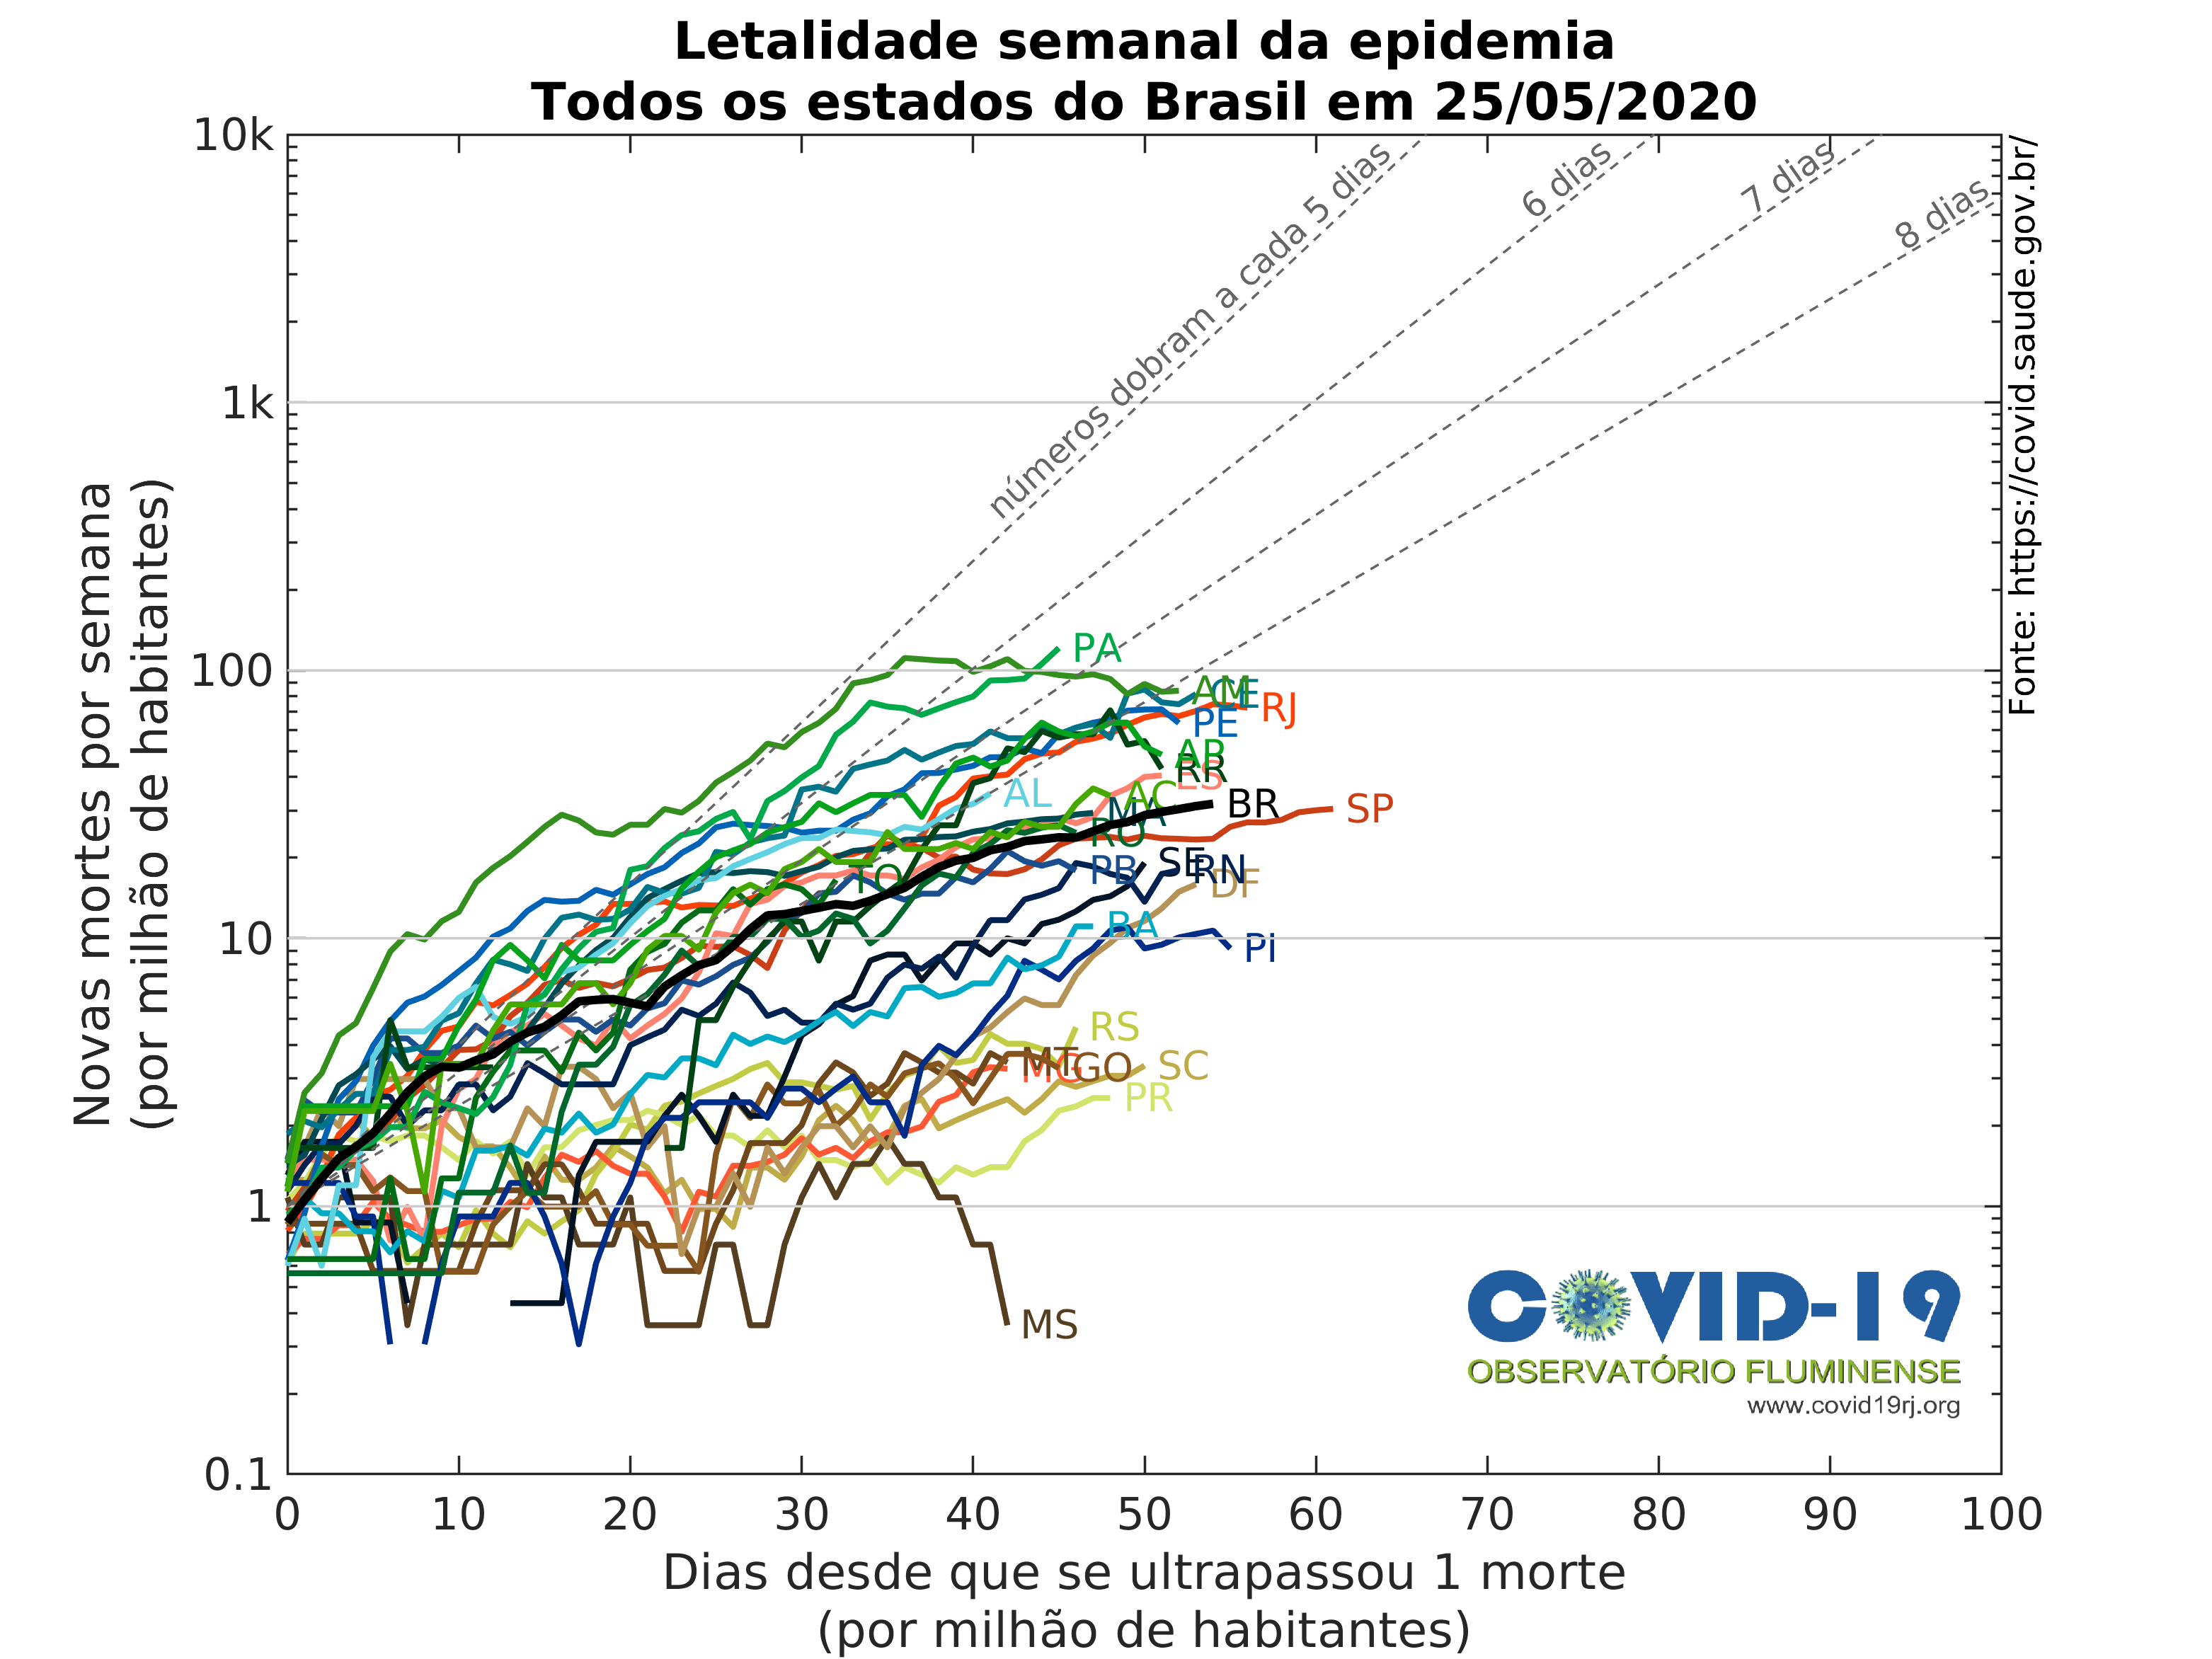 Letalidade semanal da epidemia
Todos os estados do Brasil em 25/05/2020
Novas mortes por semana
(por milhão de habitantes)
10k
1k
100
10
1
0.1
números dobram a cada 5 dias
6 dias
7 dias
8 dias
Fonte: https://covid.saude.gov.br/
PA
AM
CE
RJ
PE
AP
RR
ES
AL
AC
BR
SP
MA
RO
TO
PB
SE
RN
DF
BA
PI
RS
MT
MG
GO
SC
PR
MS
COVID-19
OBSERVATÓRIO FLUMINENSE
www.covid19rj.org
0 10 20 30 40 50 60 70 80 90 100
Dias desde que se ultrapassou 1 morte
(por milhão de habitantes)